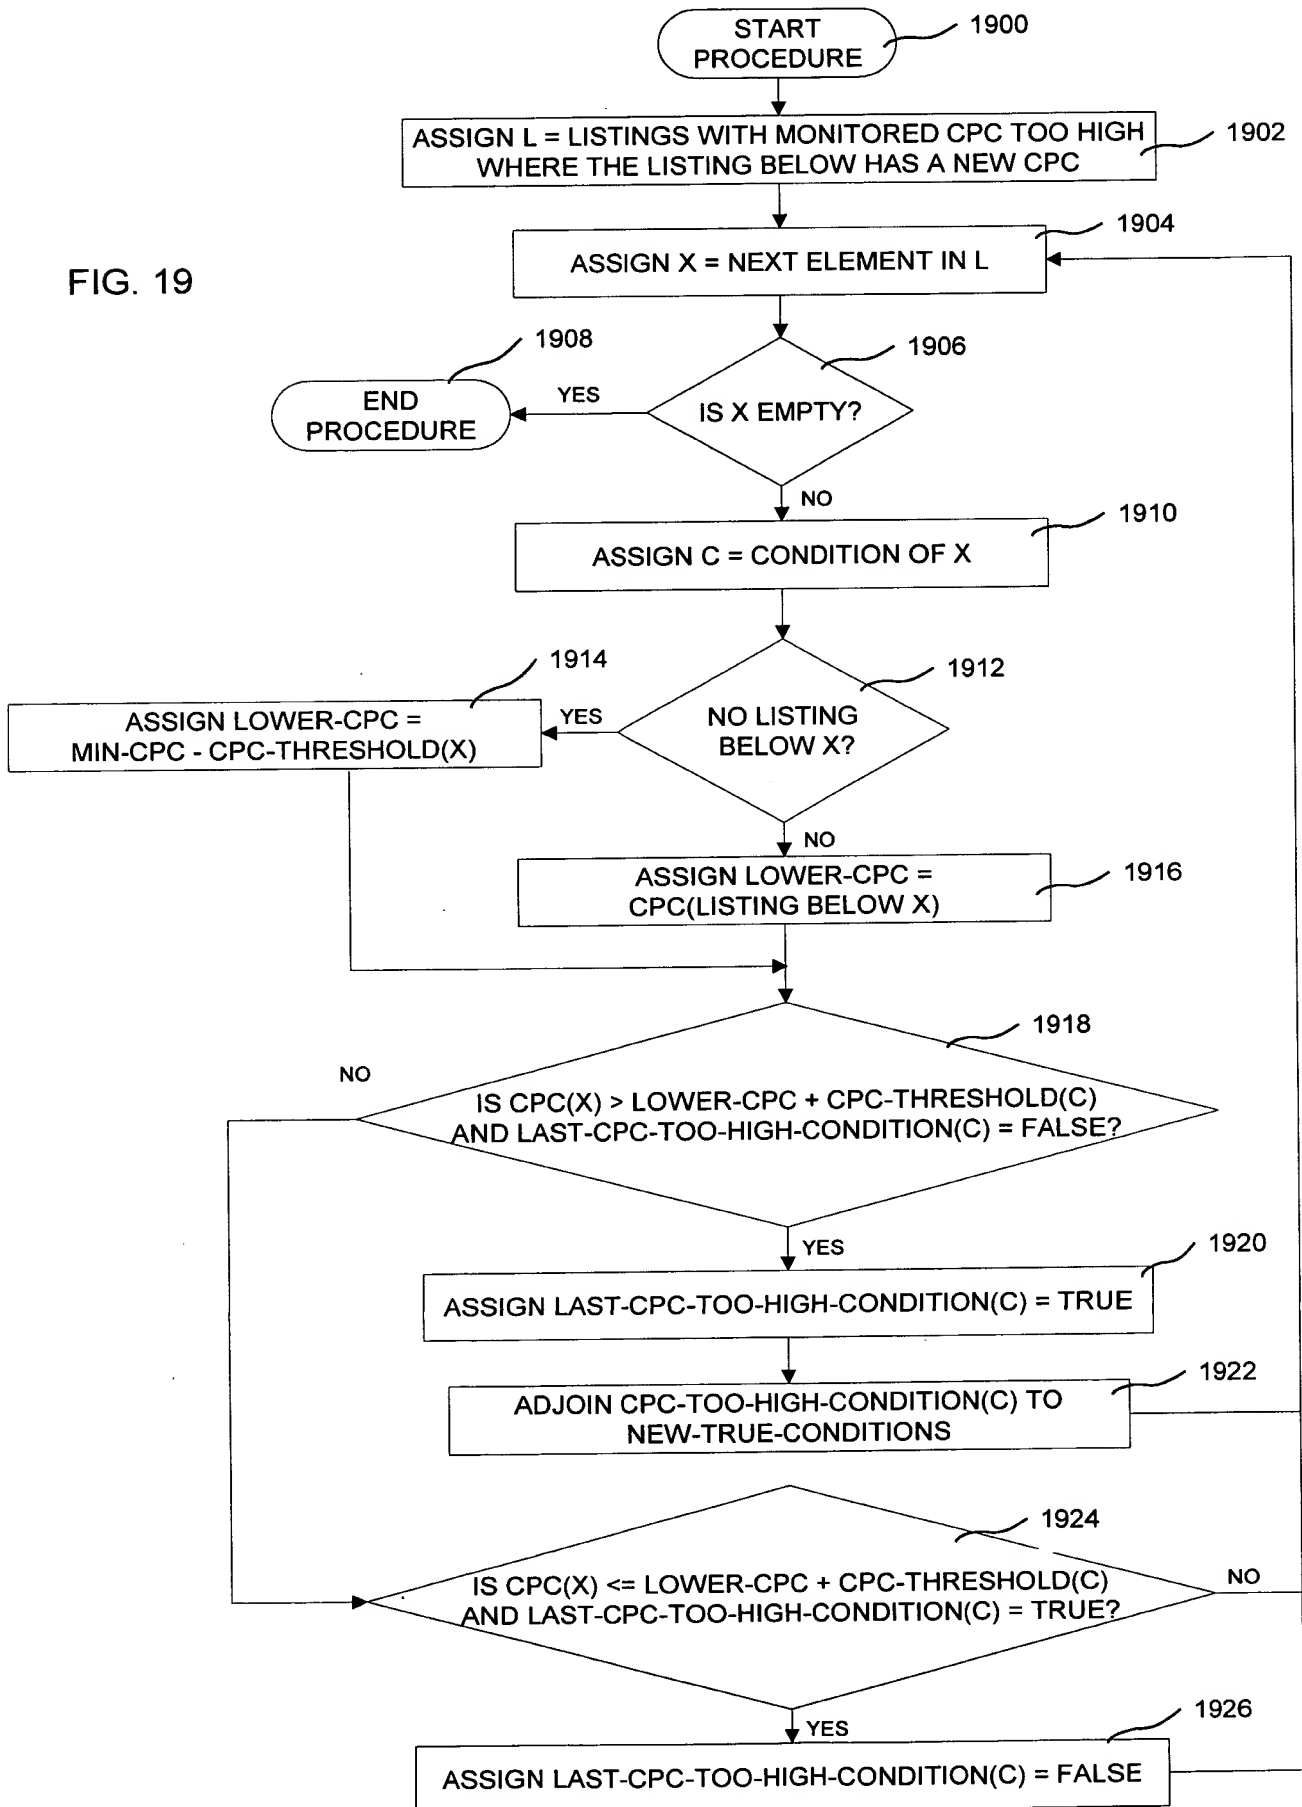 START
PROCEDURE
1900
ASSIGN L = LISTINGS WITH MONITORED CPC TOO HIGH
WHERE THE LISTING BELOW HAS A NEW CPC
1902
1904
ASSIGN X = NEXT ELEMENT IN L
FIG. 19
1908
1906
END
PROCEDURE
YES
IS X EMPTY?
NO
1910
ASSIGN C = CONDITION OF X
1914
1912
ASSIGN LOWER-CPC =
MIN-CPC - CPC-THRESHOLD(X)
YES
NO LISTING
BELOW X?
NO
ASSIGN LOWER-CPC =
CPC(LISTING BELOW X)
1916
1918
NO
IS CPC(X) > LOWER-CPC + CPC-THRESHOLD(C)
AND LAST-CPC-TOO-HIGH-CONDITION(C) = FALSE?
YES
1920
ASSIGN LAST-CPC-TOO-HIGH-CONDITION(C) = TRUE
1922
ADJOIN CPC-TOO-HIGH-CONDITION(C) TO
NEW-TRUE-CONDITIONS
1924
IS CPC(X) <= LOWER-CPC + CPC-THRESHOLD(C)
AND LAST-CPC-TOO-HIGH-CONDITION(C) = TRUE?
NO
YES
1926
ASSIGN LAST-CPC-TOO-HIGH-CONDITION(C) = FALSE